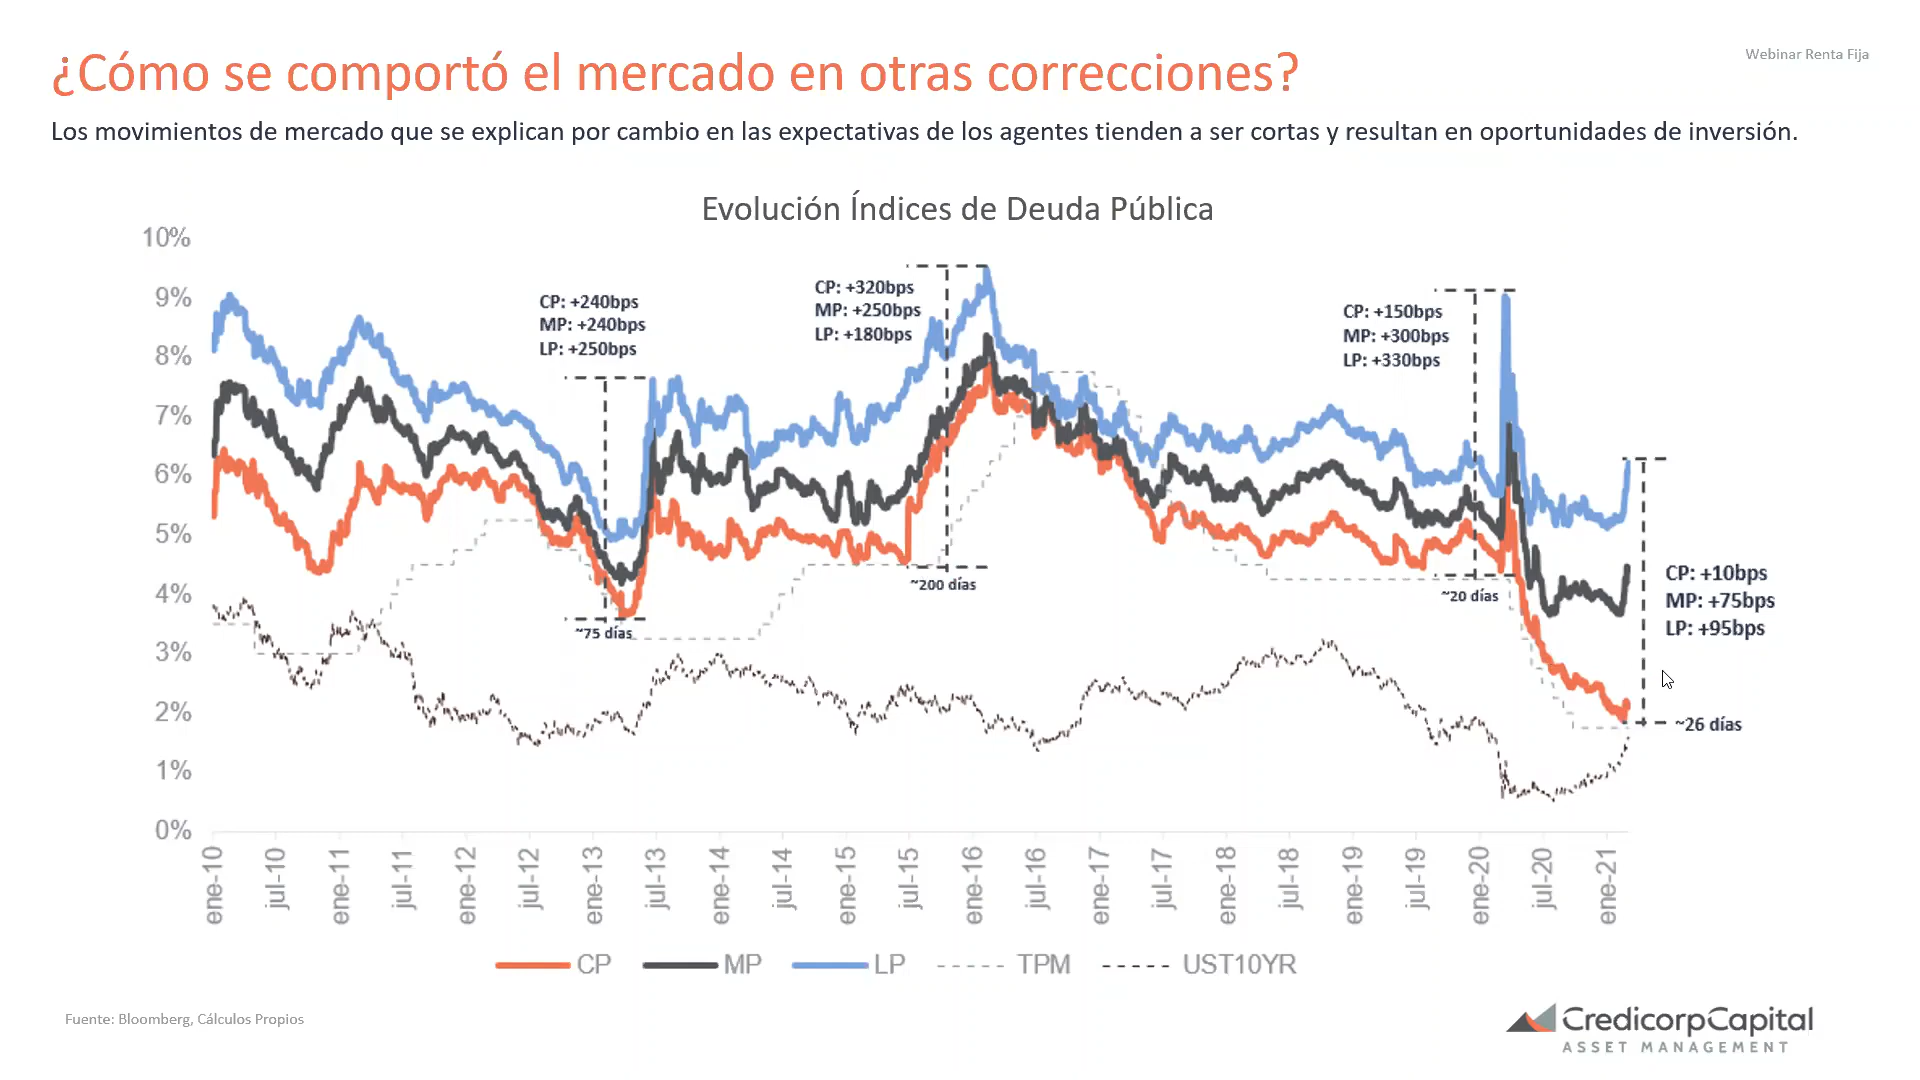 ¿Cómo se comportó el mercado en otras correcciones?
Webinar Renta Fija
Los movimientos de mercado que se explican por cambio en las expectativas de los agentes tienden a ser cortas y resultan en oportunidades de inversión.
Evolución Índices de Deuda Pública
10%
9%
8%
7%
6%
5%
4%
3%
2%
1%
0%
CP: +240bps
MP: +240bps
LP: +250bps
~75 días
CP: +320bps
MP: +250bps
LP: +180bps
~200 días
CP: +150bps
MP: +300bps
LP: +330bps
~20 días
CP: +10bps
MP: +75bps
LP: +95bps
~26 días
ene-10
jul-10
ene-11
jul-11
ene-12
jul-12
ene-13
jul-13
ene-14
jul-14
ene-15
jul-15
ene-16
jul-16
ene-17
jul-17
ene-18
jul-18
ene-19
jul-19
ene-20
jul-20
ene-21
CP MP LP TPM UST10YR
Fuente: Bloomberg, Cálculos Propios
CredicorpCapital
ASSET MANAGEMENT